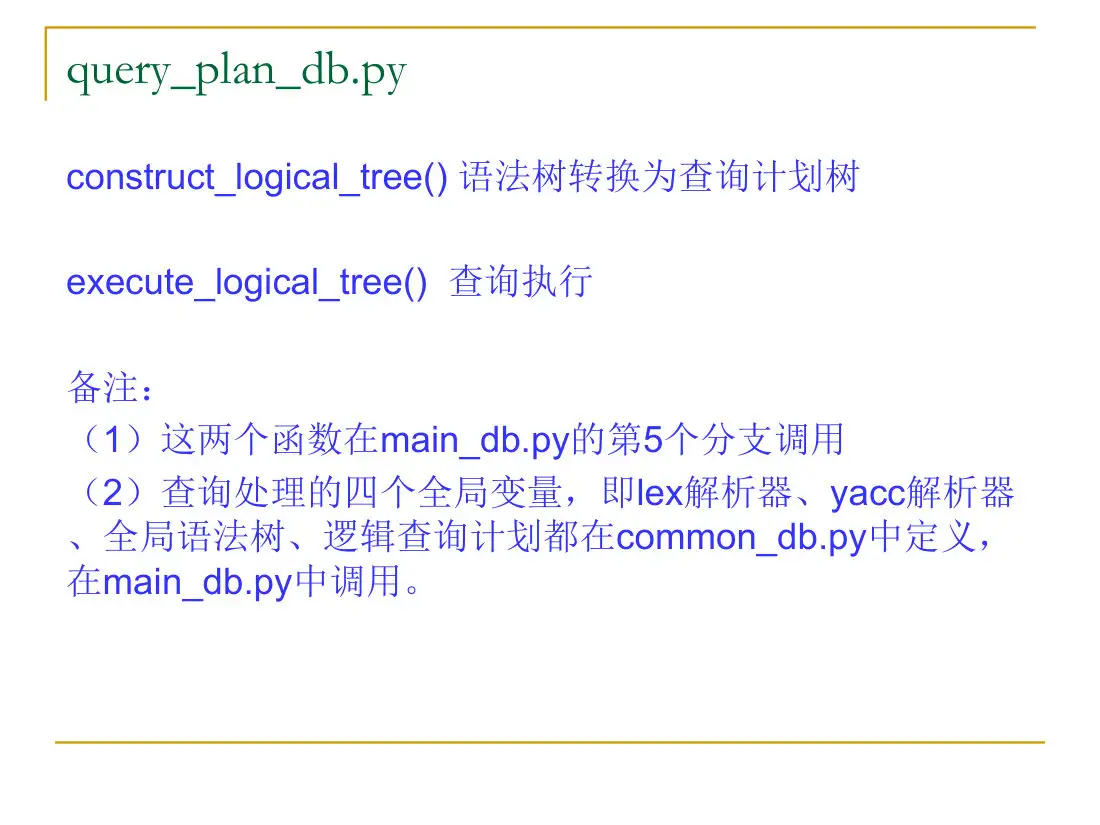 query_plan_db.py
construct_logical_tree() 语法树转换为查询计划树
execute_logical_tree()  查询执行
备注：
（1）这两个函数在main_db.py的第5个分支调用
（2）查询处理的四个全局变量，即lex解析器、yacc解析器
、全局语法树、逻辑查询计划都在common_db.py中定义，
在main_db.py中调用。